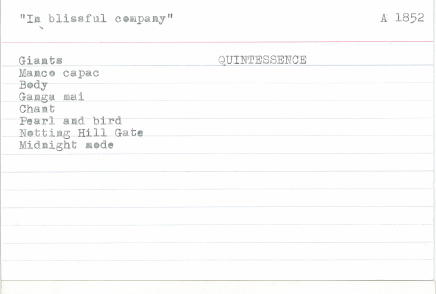 "In blissful company" A 1852
Giants QUINTESSENCE
Manco capac
Body
Ganga mai
Chant
Pearl and bird
Notting Hill Gate
Midnight mode